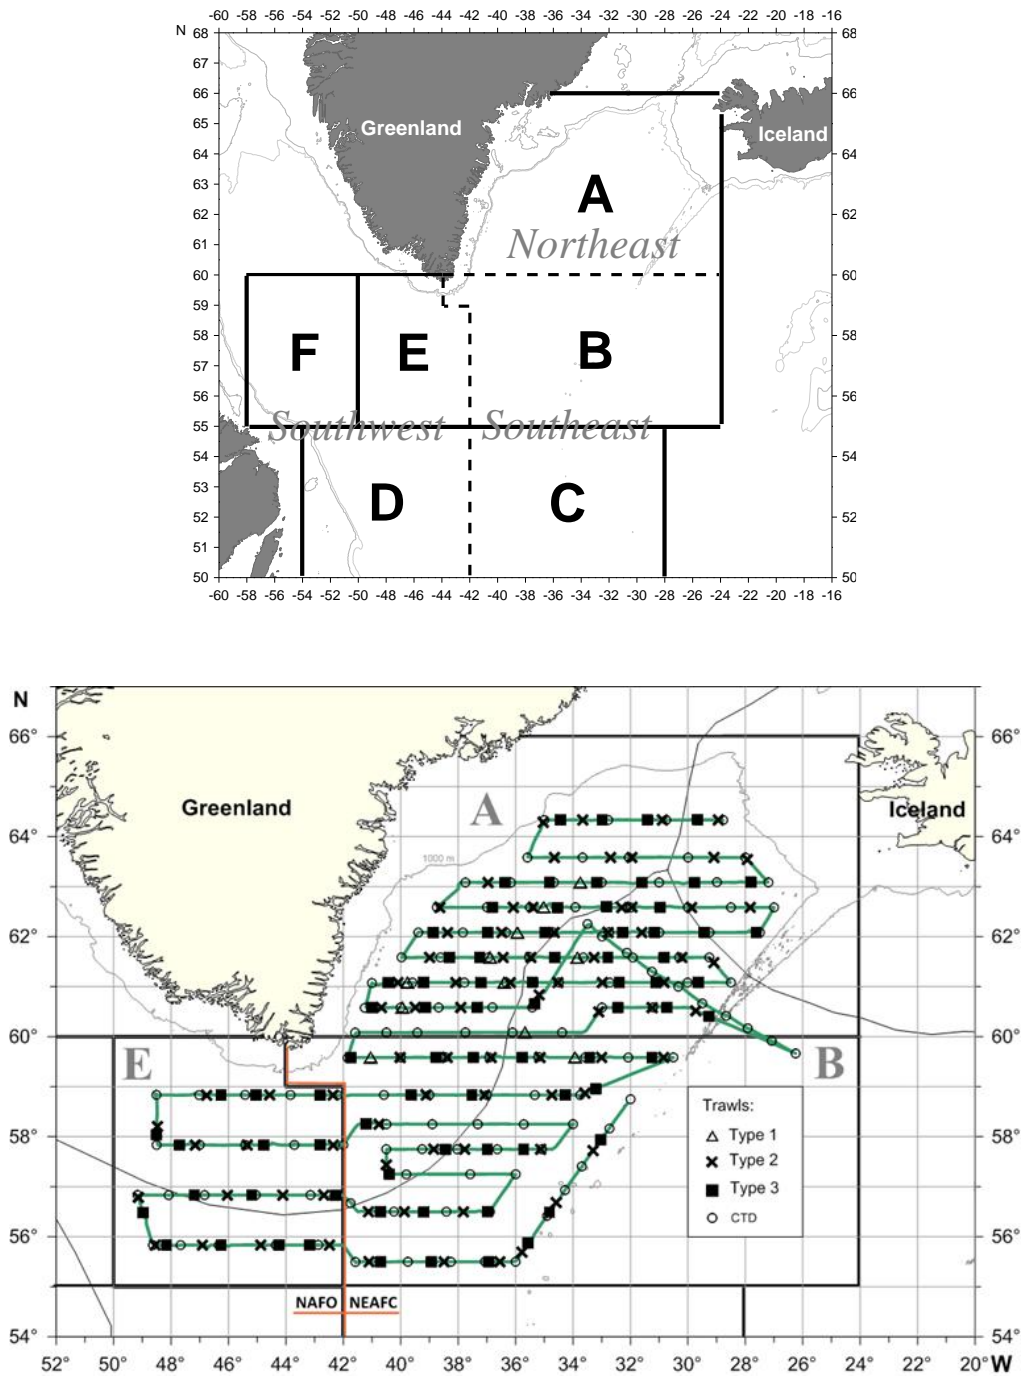 -60 -58 -56 -54 -52 -50 -48 -46 -44 -42 -40 -38 -36 -34 -32 -30 -28 -26 -24 -22 -20 -18 -16
N 68 68
67
66 66
65
64 64
63
62 62
61
60 60
59
58 58
57
56 56
55
54 54
53
52 52
51
50 50
Greenland
Iceland
A
Northeast
F E B
Southwest Southeast
D C
-60 -58 -56 -54 -52 -50 -48 -46 -44 -42 -40 -38 -36 -34 -32 -30 -28 -26 -24 -22 -20 -18 -16
N
66° 66°
Greenland A Iceland
64° 64°
1000 m
62° 62°
60° 60°
E B
Trawls:
Type 1
Type 2
Type 3
CTD
58° 58°
56° 56°
NAFO NEAFC
54° 54°
52° 50° 48° 46° 44° 42° 40° 38° 36° 34° 32° 30° 28° 26° 24° 22° 20° W